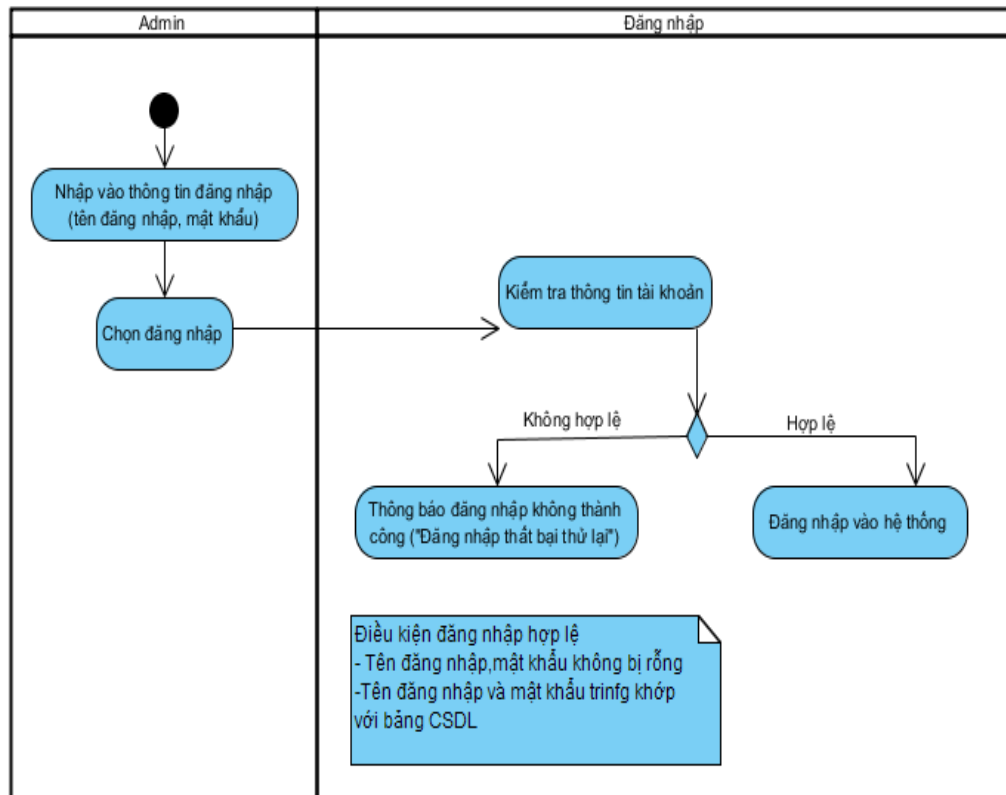 Admin
Đăng nhập
Nhập vào thông tin đăng nhập
(tên đăng nhập, mật khẩu)
Chọn đăng nhập
Kiểm tra thông tin tài khoản
Không hợp lệ
Hợp lệ
Thông báo đăng nhập không thành
công ("Đăng nhập thất bại thử lại")
Đăng nhập vào hệ thống
Điều kiện đăng nhập hợp lệ
- Tên đăng nhập,mật khẩu không bị rỗng
-Tên đăng nhập và mật khẩu trinfg khớp
với bảng CSDL